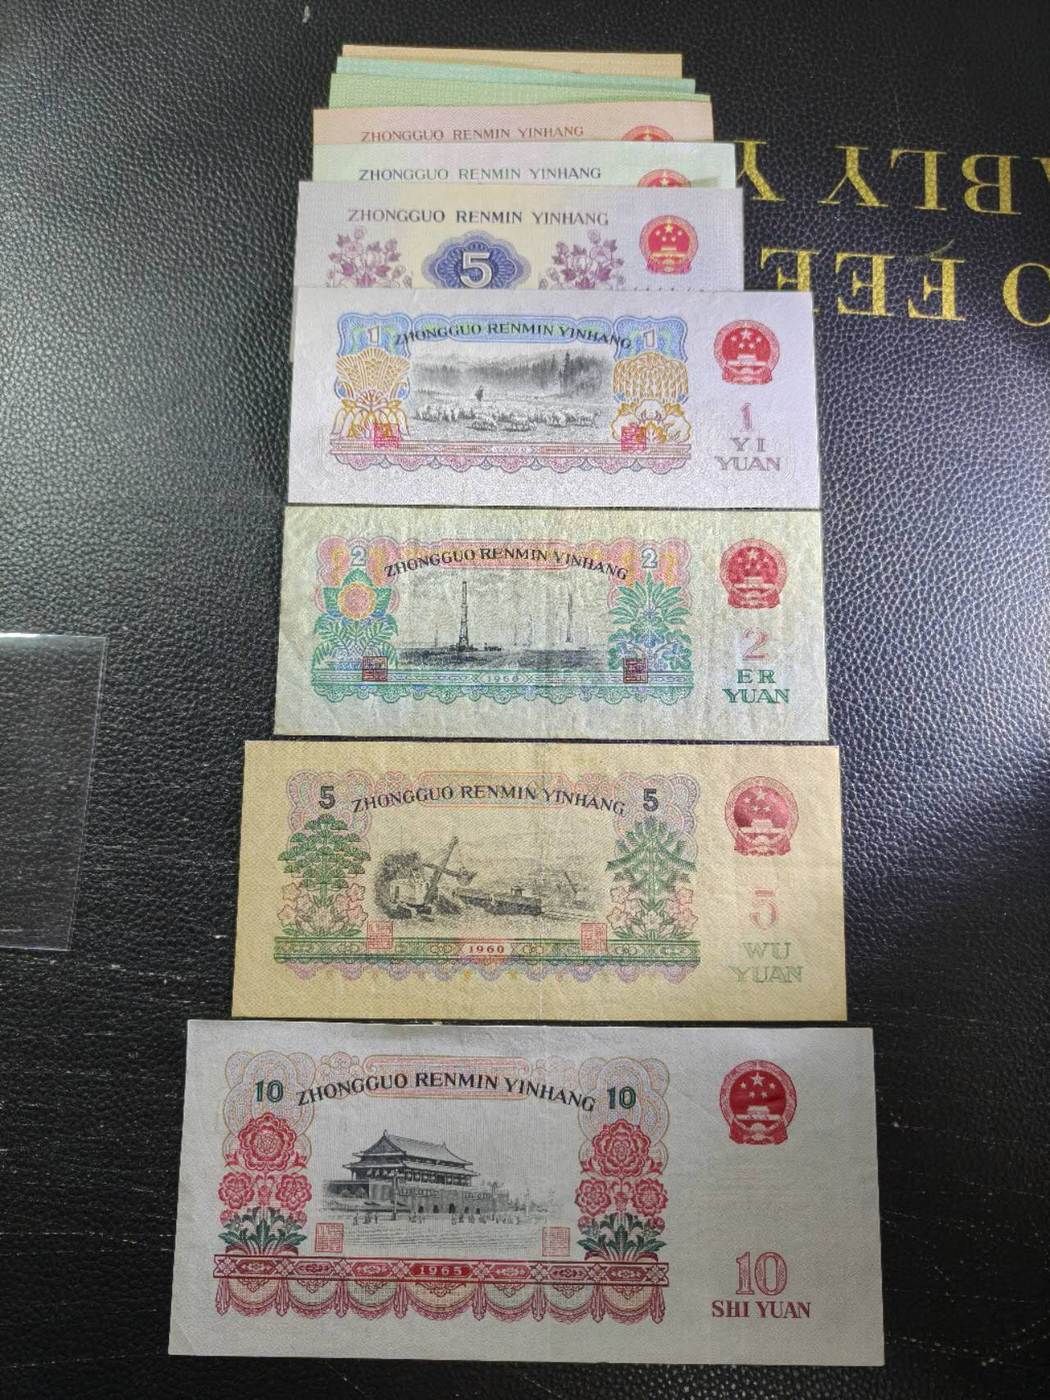 ZHONGGUO RENMIN YINHANG
ZHONGGUO RENMIN YINHANG
ZHONGGUO RENMIN YINHANG
5
1 ZHONGGUO RENMIN YINHANG 1
1
YI
YUAN
2 ZHONGGUO RENMIN YINHANG 2
1960
2
ER
YUAN
5 ZHONGGUO RENMIN YINHANG 5
1960
5
WU
YUAN
10 ZHONGGUO RENMIN YINHANG 10
1965
10
SHI YUAN
ABLY Y
O FEE